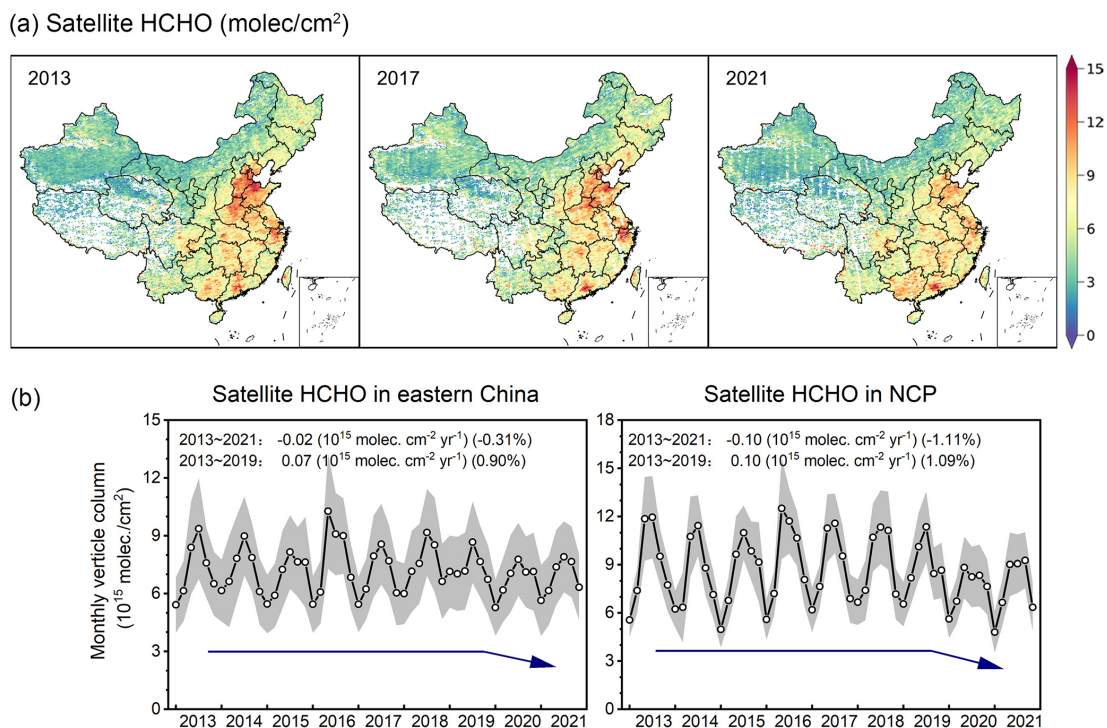 (a) Satellite HCHO (molec/cm²)
2013
2017
2021
15
12
9
6
3
0
(b)
Satellite HCHO in eastern China
Satellite HCHO in NCP
Monthly verticle column
(10¹⁵ molec./cm²)
15
12
9
6
3
0
2013~2021: -0.02 (10¹⁵ molec. cm⁻² yr⁻¹) (-0.31%)
2013~2019: 0.07 (10¹⁵ molec. cm⁻² yr⁻¹) (0.90%)
2013 2014 2015 2016 2017 2018 2019 2020 2021
18
15
12
9
6
3
0
2013~2021: -0.10 (10¹⁵ molec. cm⁻² yr⁻¹) (-1.11%)
2013~2019: 0.10 (10¹⁵ molec. cm⁻² yr⁻¹) (1.09%)
2013 2014 2015 2016 2017 2018 2019 2020 2021